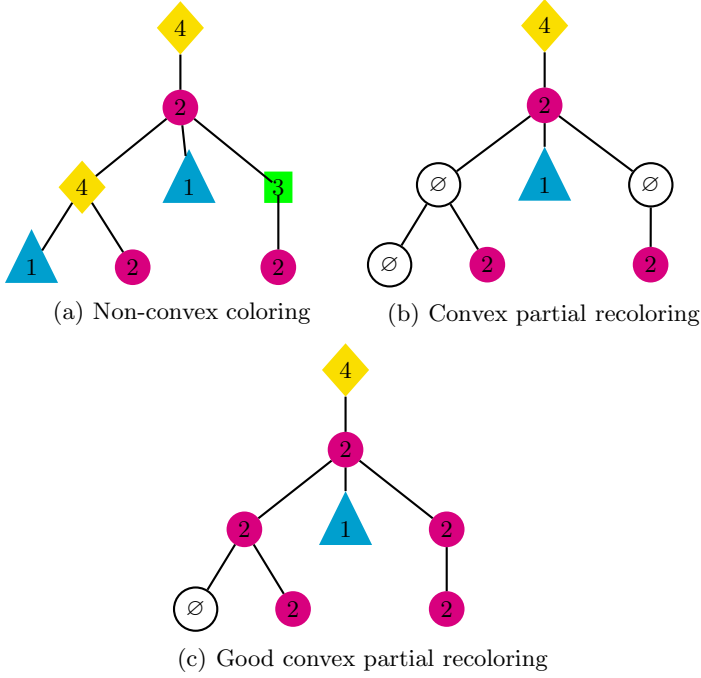 4
2
4 1 3
1 2 2
(a) Non-convex coloring
4
2
∅ 1 ∅
∅ 2 2
(b) Convex partial recoloring
4
2
2 1 2
∅ 2 2
(c) Good convex partial recoloring